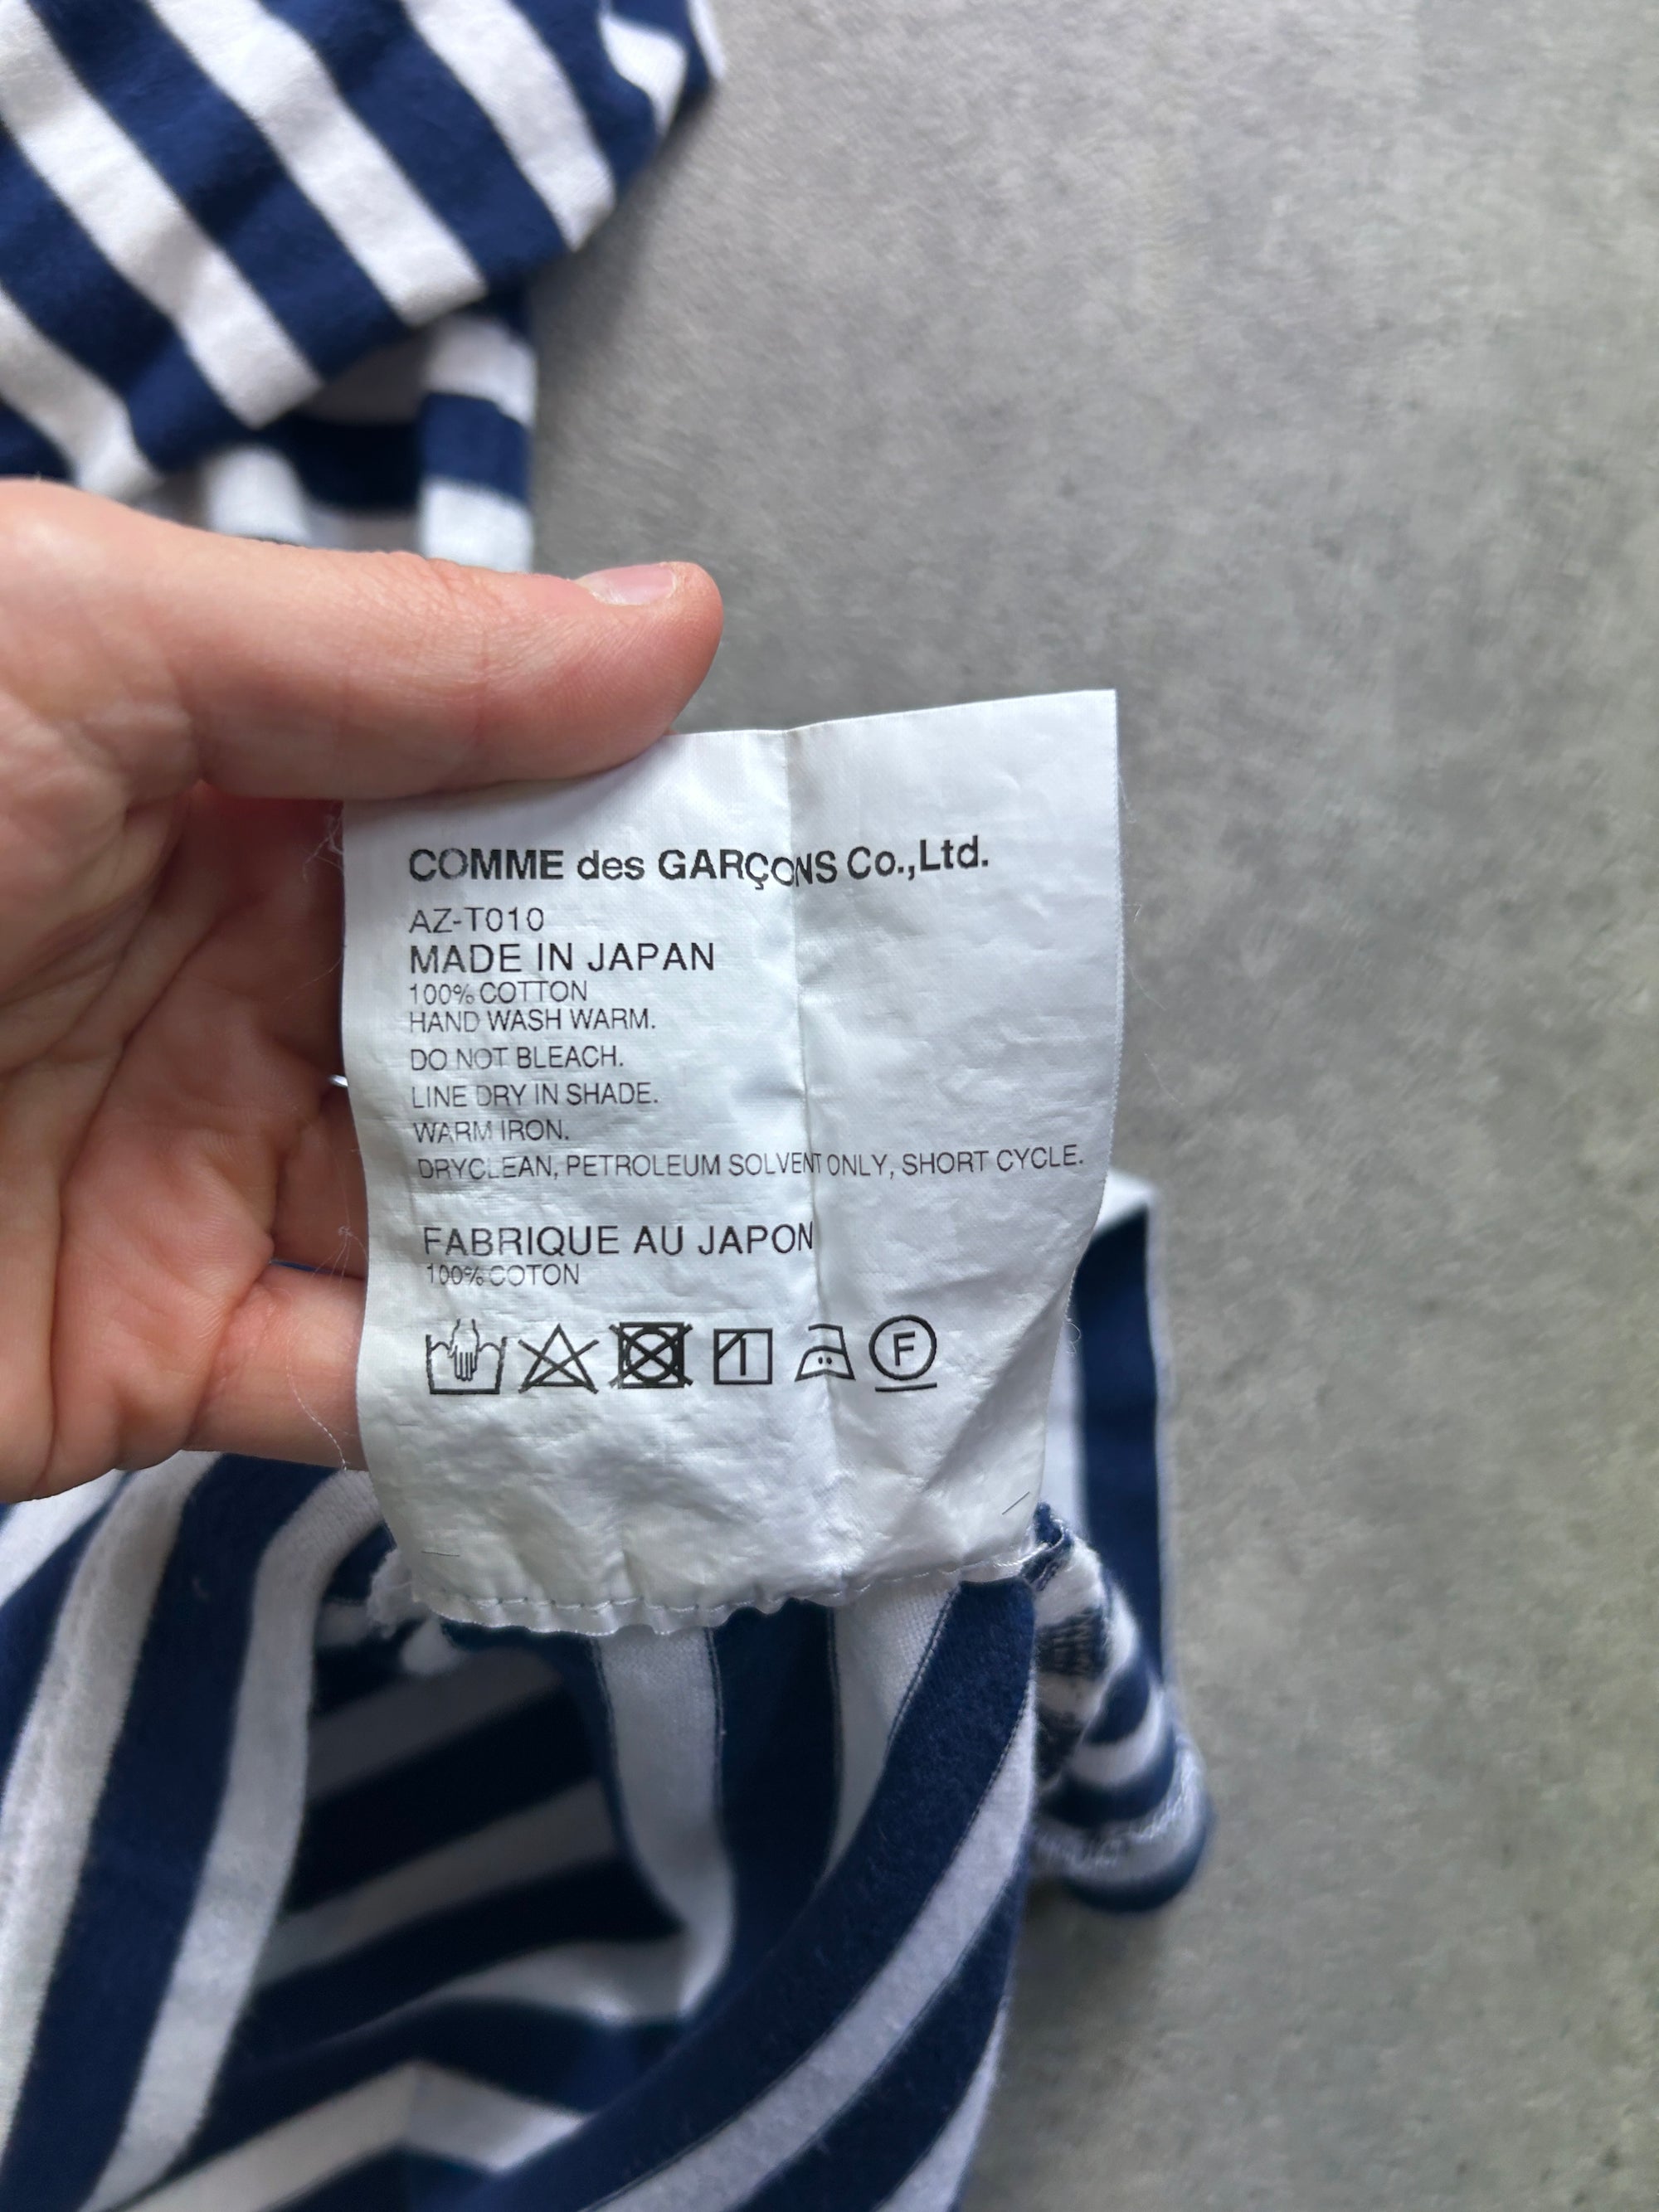 COMME des GARÇONS Co.,Ltd.
AZ-T010
MADE IN JAPAN
100% COTTON
HAND WASH WARM.
DO NOT BLEACH.
LINE DRY IN SHADE.
WARM IRON.
DRYCLEAN, PETROLEUM SOLVENT ONLY, SHORT CYCLE.
FABRIQUE AU JAPON
100% COTON
F